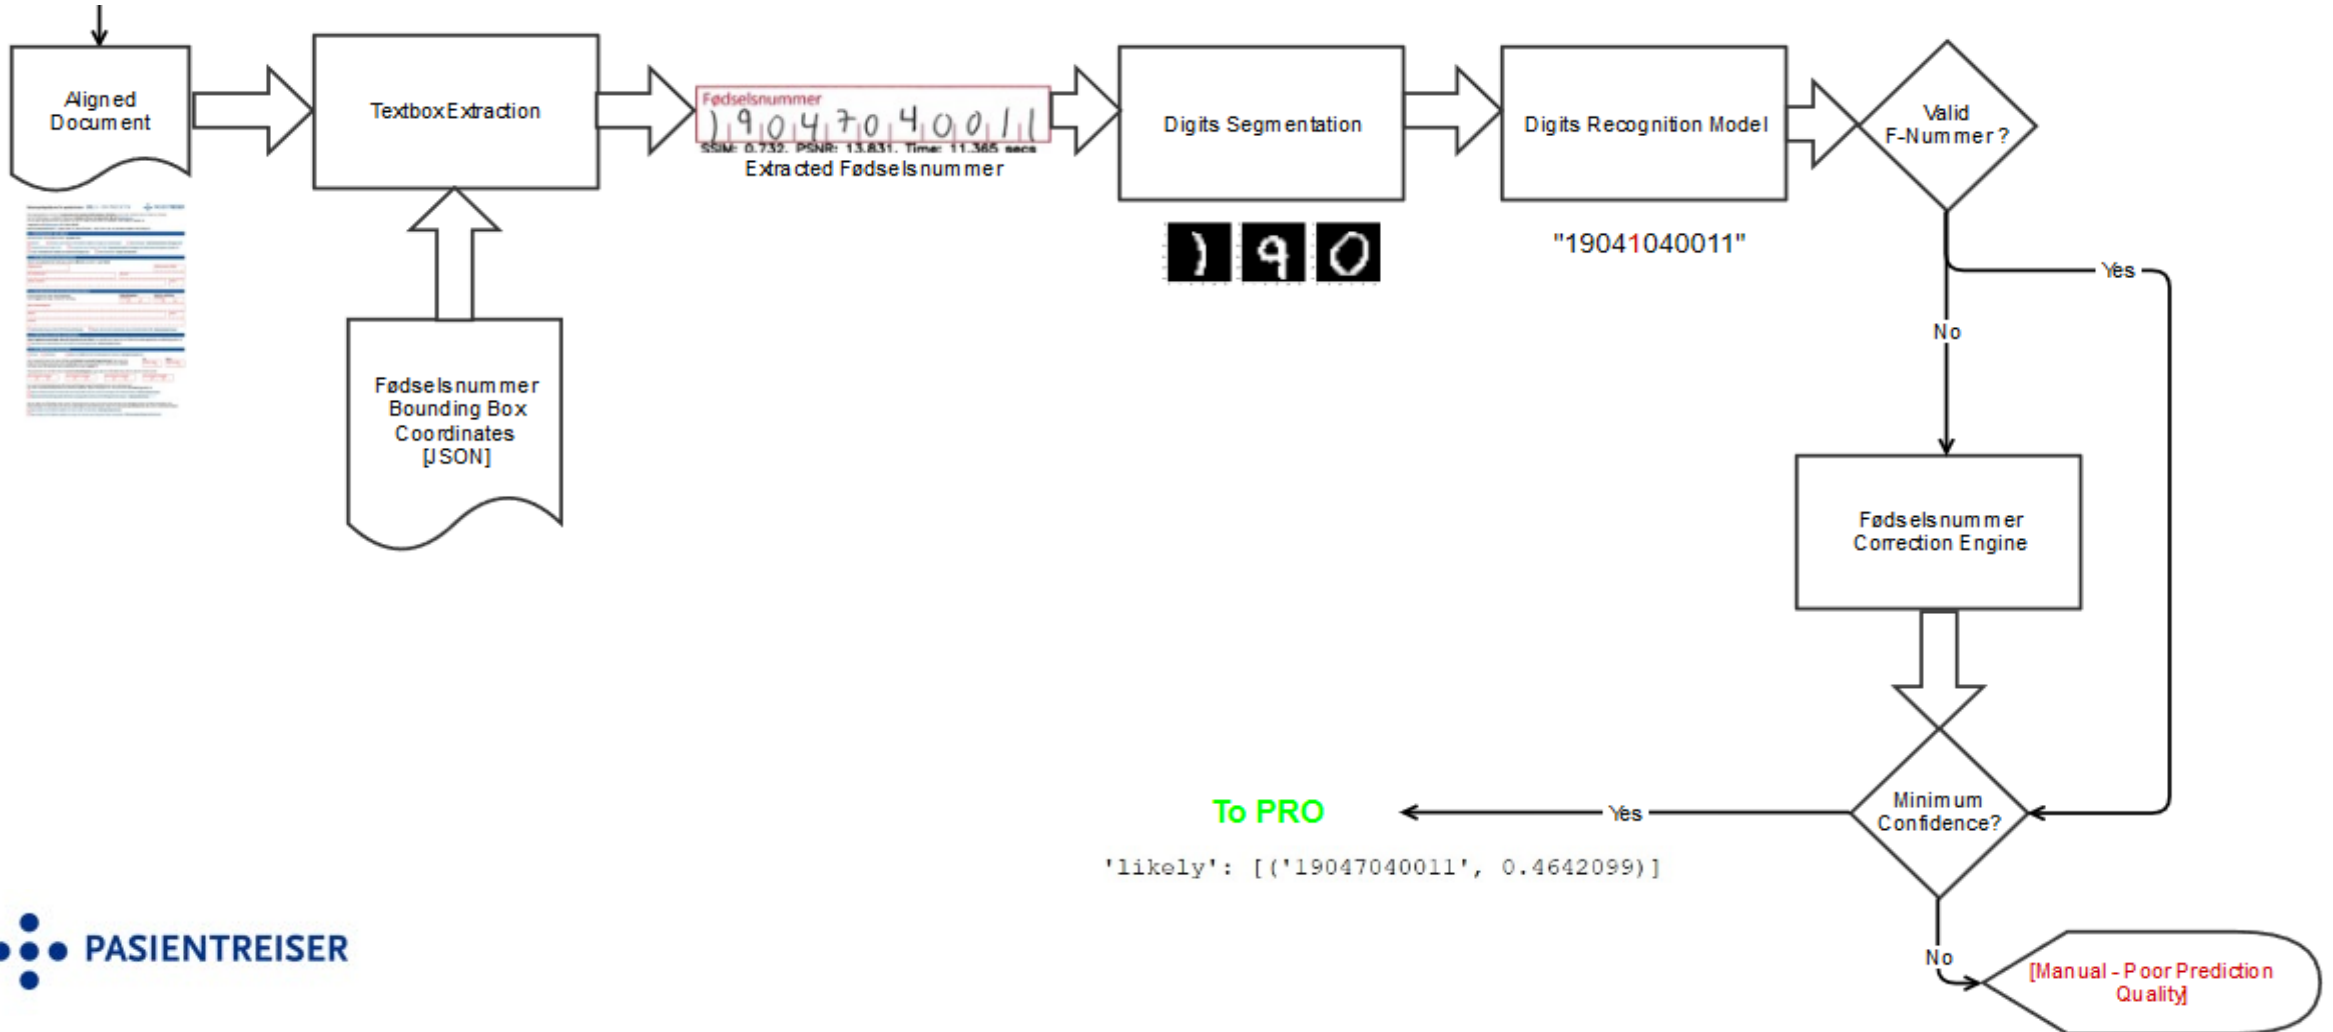 Aligned
Document
Textbox Extraction
Fødselsnummer
19047040011
SSIM: 0.732. PSNR: 13.831. Time: 11.365 secs
Extracted Fødselsnummer
Digits Segmentation
190
Digits Recognition Model
"19041040011"
Valid
F-Nummer?
Yes
No
Fødselsnummer
Bounding Box
Coordinates
[JSON]
Fødselsnummer
Correction Engine
Minimum
Confidence?
Yes
To PRO
'likely': [('19047040011', 0.4642099)]
No
[Manual - Poor Prediction
Quality]
PASIENTREISER